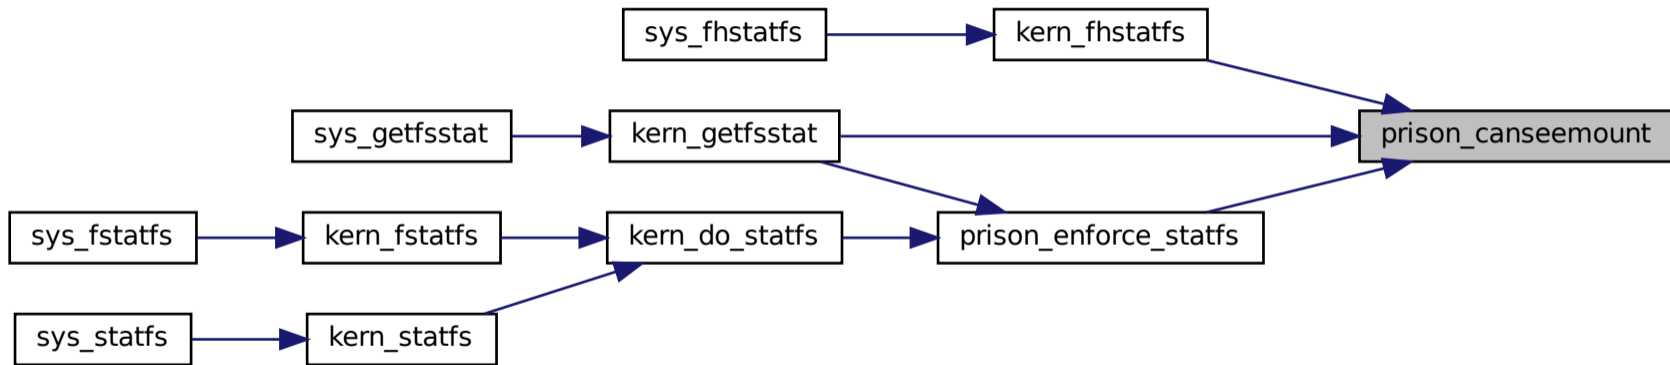 sys_fhstatfs
kern_fhstatfs
sys_getfsstat
kern_getfsstat
prison_canseemount
sys_fstatfs
kern_fstatfs
kern_do_statfs
prison_enforce_statfs
sys_statfs
kern_statfs